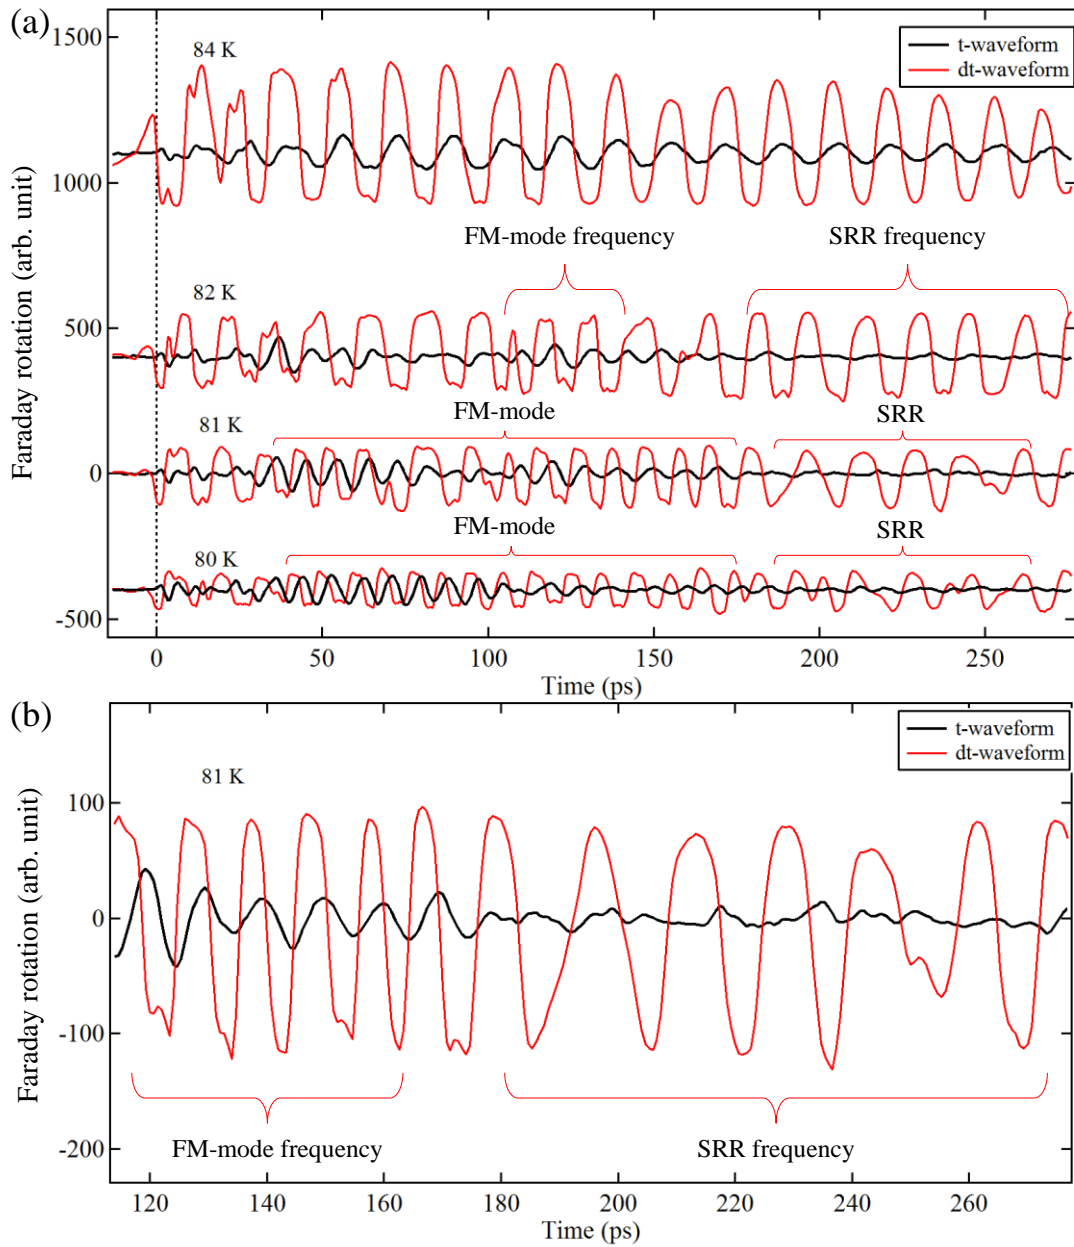 (a)
1500
84 K
t-waveform
dt-waveform
1000
FM-mode frequency
SRR frequency
82 K
500
FM-mode
SRR
81 K
0
FM-mode
SRR
80 K
-500
0
50
100
150
200
250
Time (ps)
Faraday rotation (arb. unit)
(b)
t-waveform
dt-waveform
81 K
100
0
-100
FM-mode frequency
SRR frequency
-200
120
140
160
180
200
220
240
260
Time (ps)
Faraday rotation (arb. unit)